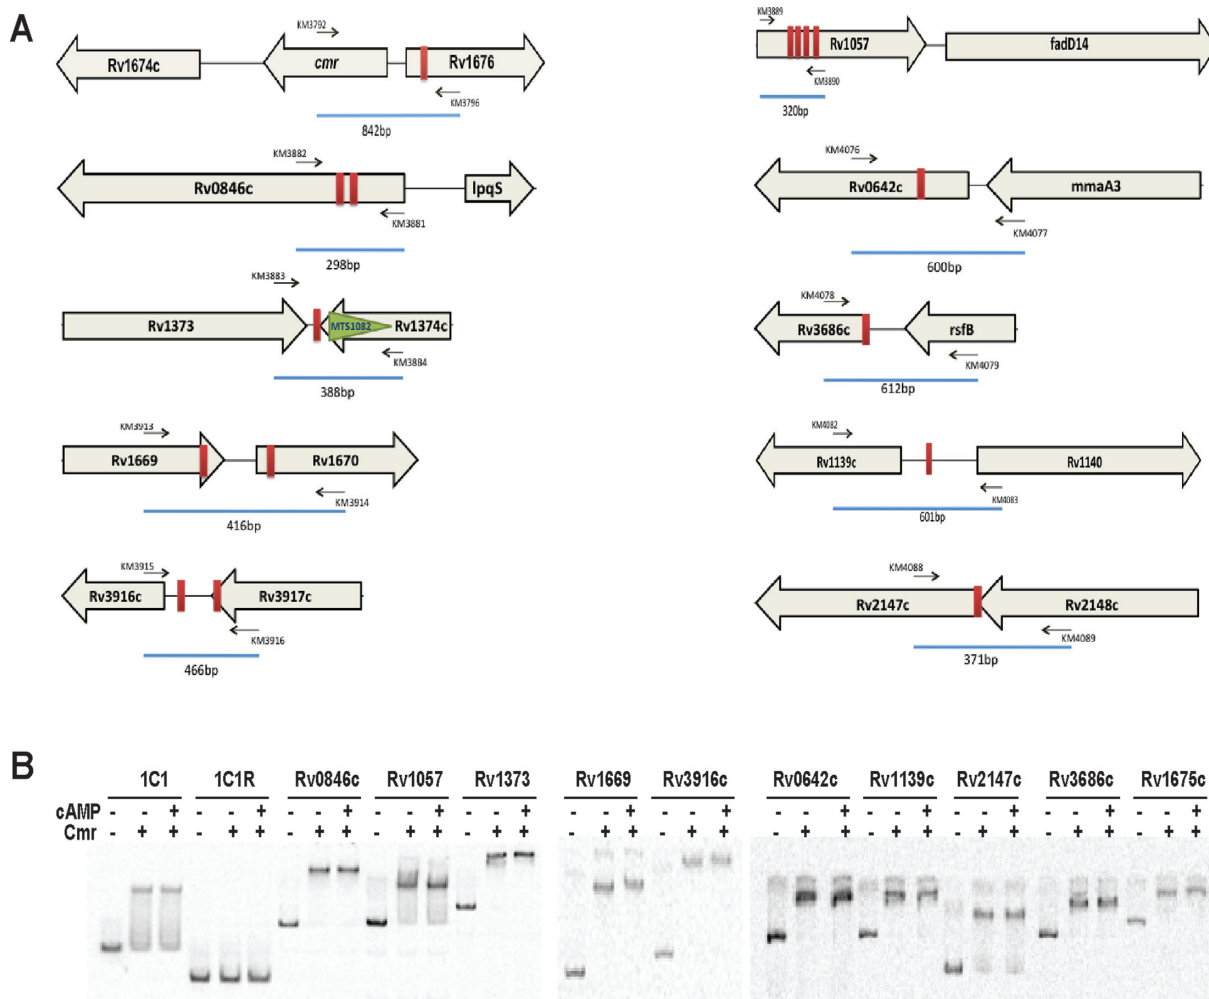 A
KM3792
Rv1674c
cmr
Rv1676
KM3796
842bp
KM3889
Rv1057
fadD14
KM3890
320bp
KM3882
Rv0846c
lpqS
KM3881
298bp
KM4076
Rv0642c
mmaA3
KM4077
600bp
KM3883
Rv1373
MTS1082
Rv1374c
KM3884
388bp
KM4078
Rv3686c
rsfB
KM4079
612bp
KM3913
Rv1669
Rv1670
KM3914
416bp
KM4082
Rv1139c
Rv1140
KM4083
601bp
KM3915
Rv3916c
Rv3917c
KM3916
466bp
KM4088
Rv2147c
Rv2148c
KM4089
371bp
B
1C1 1C1R Rv0846c Rv1057 Rv1373 Rv1669 Rv3916c Rv0642c Rv1139c Rv2147c Rv3686c Rv1675c
cAMP + + + + + + + + + + +
Cmr - + + - + + - + + - + + - + + - + + - + + - + + - + + - + + - + + - + +